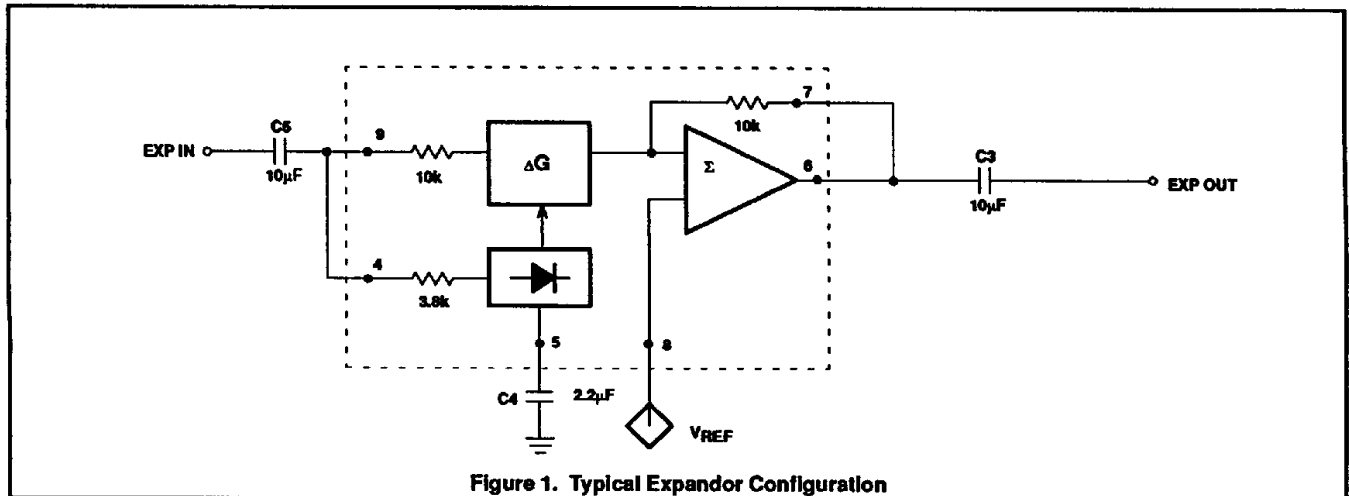 EXP IN
C5
10µF
9
10k
ΔG
4
3.8k
5
C4
2.2µF
10k
7
Σ
6
8
VREF
C3
10µF
EXP OUT
Figure 1. Typical Expandor Configuration